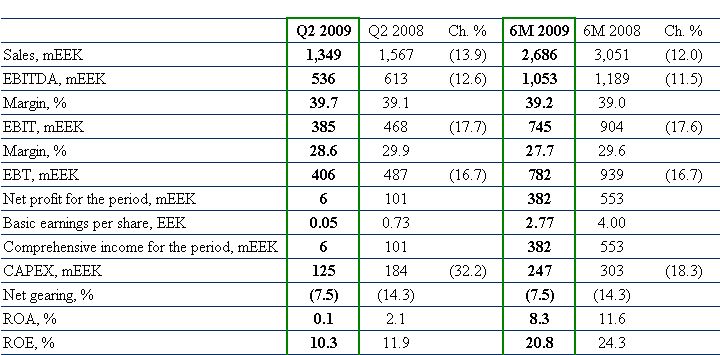 Q2 2009 Q2 2008 Ch. % 6M 2009 6M 2008 Ch. %
Sales, mEEK 1,349 1,567 (13.9) 2,686 3,051 (12.0)
EBITDA, mEEK 536 613 (12.6) 1,053 1,189 (11.5)
Margin, % 39.7 39.1 39.2 39.0
EBIT, mEEK 385 468 (17.7) 745 904 (17.6)
Margin, % 28.6 29.9 27.7 29.6
EBT, mEEK 406 487 (16.7) 782 939 (16.7)
Net profit for the period, mEEK 6 101 382 553
Basic earnings per share, EEK 0.05 0.73 2.77 4.00
Comprehensive income for the period, mEEK 6 101 382 553
CAPEX, mEEK 125 184 (32.2) 247 303 (18.3)
Net gearing, % (7.5) (14.3) (7.5) (14.3)
ROA, % 0.1 2.1 8.3 11.6
ROE, % 10.3 11.9 20.8 24.3